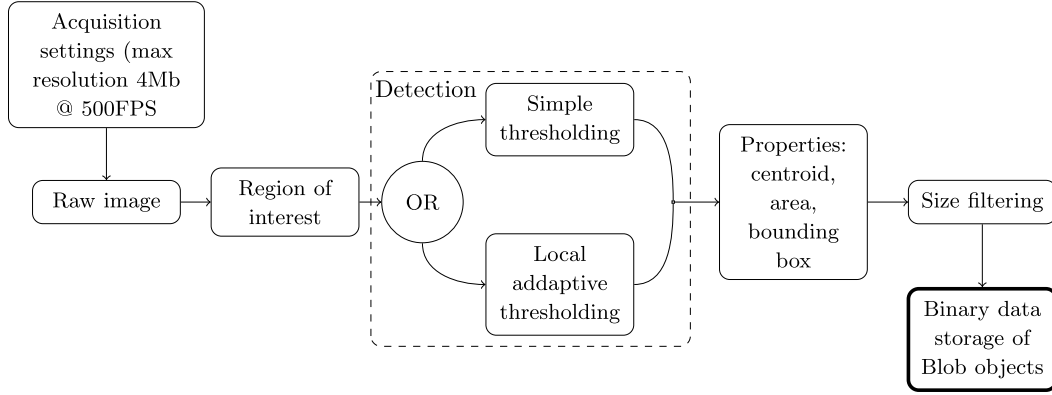 Acquisition
settings (max
resolution 4Mb
@ 500FPS
Raw image
Region of
interest
Detection
OR
Simple
thresholding
Local
addaptive
thresholding
Properties:
centroid,
area,
bounding
box
Size filtering
Binary data
storage of
Blob objects